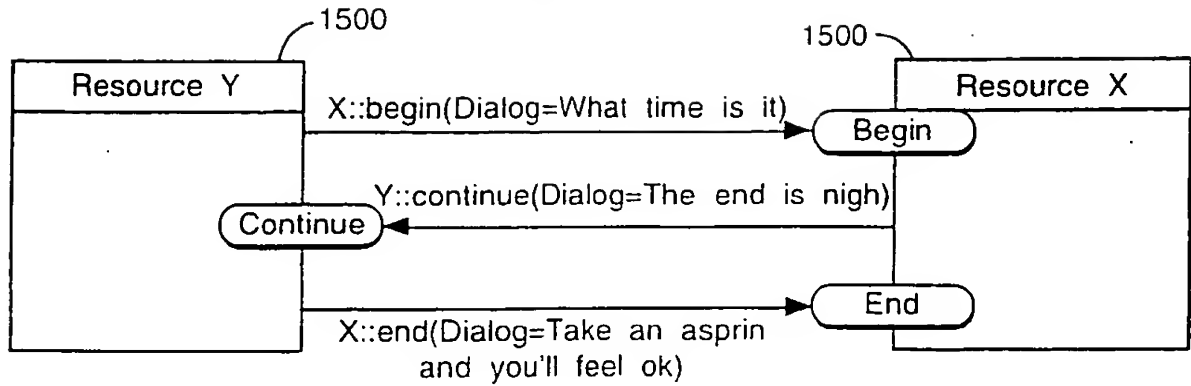 1500
1500
Resource Y
Resource X
X::begin(Dialog=What time is it)
Begin
Y::continue(Dialog=The end is nigh)
Continue
End
X::end(Dialog=Take an asprin
and you'll feel ok)